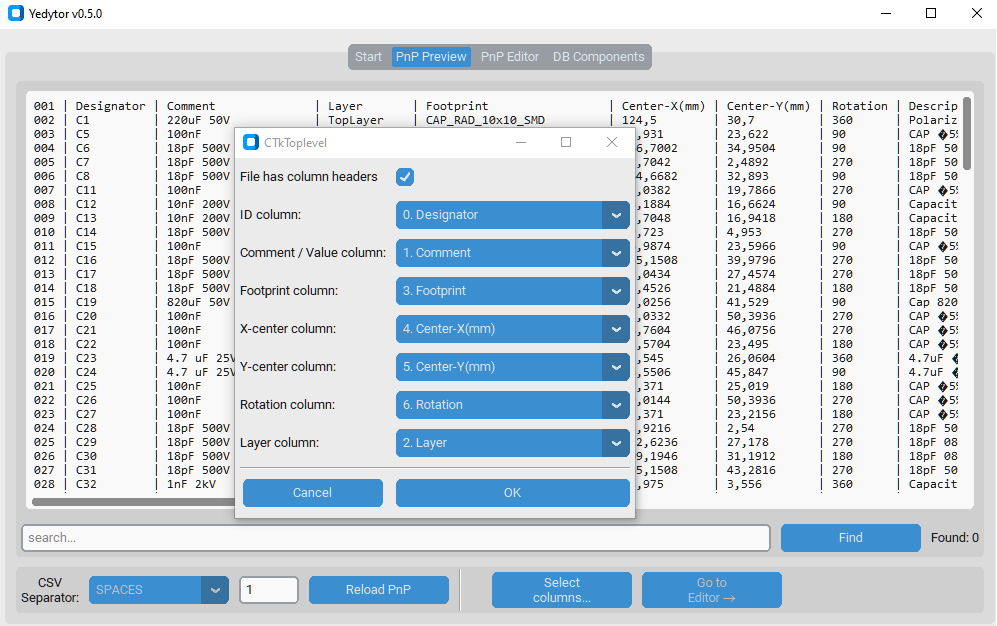 Yedytor v0.5.0
Start PnP Preview PnP Editor DB Components
001 | Designator | Comment | Layer | Footprint | Center-X(mm) | Center-Y(mm) | Rotation | Descrip
002 | C1 | 220uF 50V | TopLayer | CAP_RAD_10x10_SMD | 124,5 | 30,7 | 360 | Polariz
003 | C5 | 100nF ,931 | 23,622 | 90 | CAP �59
004 | C6 | 18pF 500V 6,7002 | 34,9504 | 90 | 18pF 50
005 | C7 | 18pF 500V ,7042 | 2,4892 | 270 | 18pF 50
006 | C8 | 18pF 500V 4,6682 | 32,893 | 90 | 18pF 50
007 | C11 | 100nF ,0382 | 19,7866 | 270 | CAP �59
008 | C12 | 10nF 200V ,1884 | 16,6624 | 90 | Capacit
009 | C13 | 10nF 200V ,7048 | 16,9418 | 180 | Capacit
010 | C14 | 18pF 500V ,723 | 4,953 | 270 | 18pF 50
011 | C15 | 100nF ,9874 | 23,5966 | 90 | CAP �59
012 | C16 | 18pF 500V 5,1508 | 39,9796 | 270 | 18pF 50
013 | C17 | 18pF 500V ,0434 | 27,4574 | 270 | 18pF 50
014 | C18 | 18pF 500V ,4526 | 21,4884 | 180 | 18pF 50
015 | C19 | 820uF 50V ,0256 | 41,529 | 90 | Cap 820
016 | C20 | 100nF ,0332 | 50,3936 | 270 | CAP �59
017 | C21 | 100nF ,7604 | 46,0756 | 270 | CAP �59
018 | C22 | 100nF ,5704 | 23,495 | 180 | CAP �59
019 | C23 | 4.7 uF 25V ,545 | 26,0604 | 360 | 4.7uF �
020 | C24 | 4.7 uF 25V ,5506 | 45,847 | 90 | 4.7uF �
021 | C25 | 100nF ,371 | 25,019 | 180 | CAP �59
022 | C26 | 100nF ,0144 | 50,3936 | 270 | CAP �59
023 | C27 | 100nF ,371 | 23,2156 | 180 | CAP �59
024 | C28 | 18pF 500V ,9216 | 2,54 | 270 | 18pF 50
025 | C29 | 18pF 500V 2,6236 | 27,178 | 270 | 18pF 08
026 | C30 | 18pF 500V 9,1946 | 31,1912 | 180 | 18pF 08
027 | C31 | 18pF 500V 5,1508 | 43,2816 | 270 | 18pF 50
028 | C32 | 1nF 2kV ,975 | 3,556 | 360 | Capacit
CTkToplevel
File has column headers
ID column: 0. Designator
Comment / Value column: 1. Comment
Footprint column: 3. Footprint
X-center column: 4. Center-X(mm)
Y-center column: 5. Center-Y(mm)
Rotation column: 6. Rotation
Layer column: 2. Layer
Cancel OK
search... Find Found: 0
CSV
Separator: SPACES 1 Reload PnP
Select
columns...
Go to
Editor →